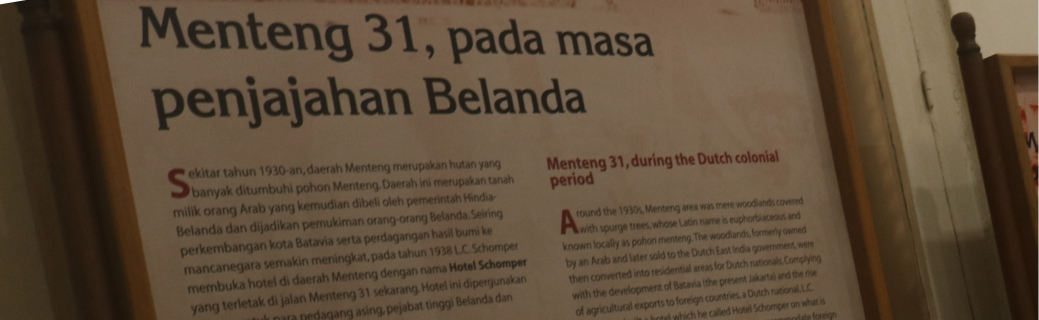 Menteng 31, pada masa
penjajahan Belanda
Sekitar tahun 1930-an, daerah Menteng merupakan hutan yang
banyak ditumbuhi pohon Menteng. Daerah ini merupakan tanah
milik orang Arab yang kemudian dibeli oleh pemerintah Hindia-
Belanda dan dijadikan pemukiman orang-orang Belanda. Seiring
perkembangan kota Batavia serta perdagangan hasil bumi ke
mancanegara semakin meningkat, pada tahun 1938 L.C. Schomper
membuka hotel di daerah Menteng dengan nama Hotel Schomper
yang terletak di jalan Menteng 31 sekarang. Hotel ini dipergunakan
para pedagang asing, pejabat tinggi Belanda dan
Menteng 31, during the Dutch colonial
period
Around the 1930s, Menteng area was mere woodlands covered
with spurge trees, whose Latin name is euphorbiaceous and
known locally as pohon menteng. The woodlands, formerly owned
by an Arab and later sold to the Dutch East India government, were
then converted into residential areas for Dutch nationals. Complying
with the development of Batavia (the present Jakarta) and the rise
of agricultural exports to foreign countries, a Dutch national, L.C.
hotel which he called Hotel Schomper on what is
foreign